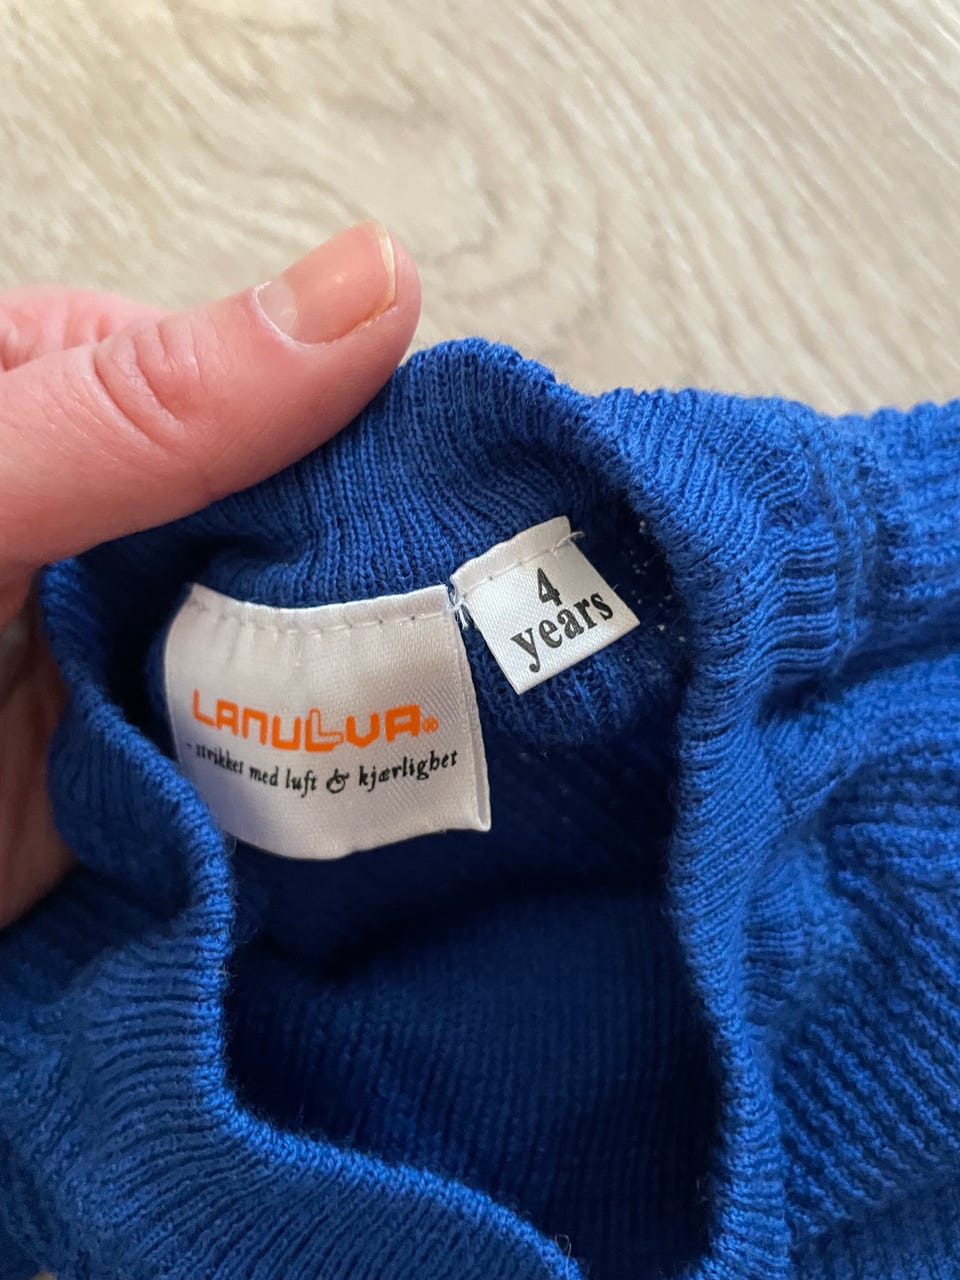 LANULLVA®
- strikket med luft & kjærlighet
4
years